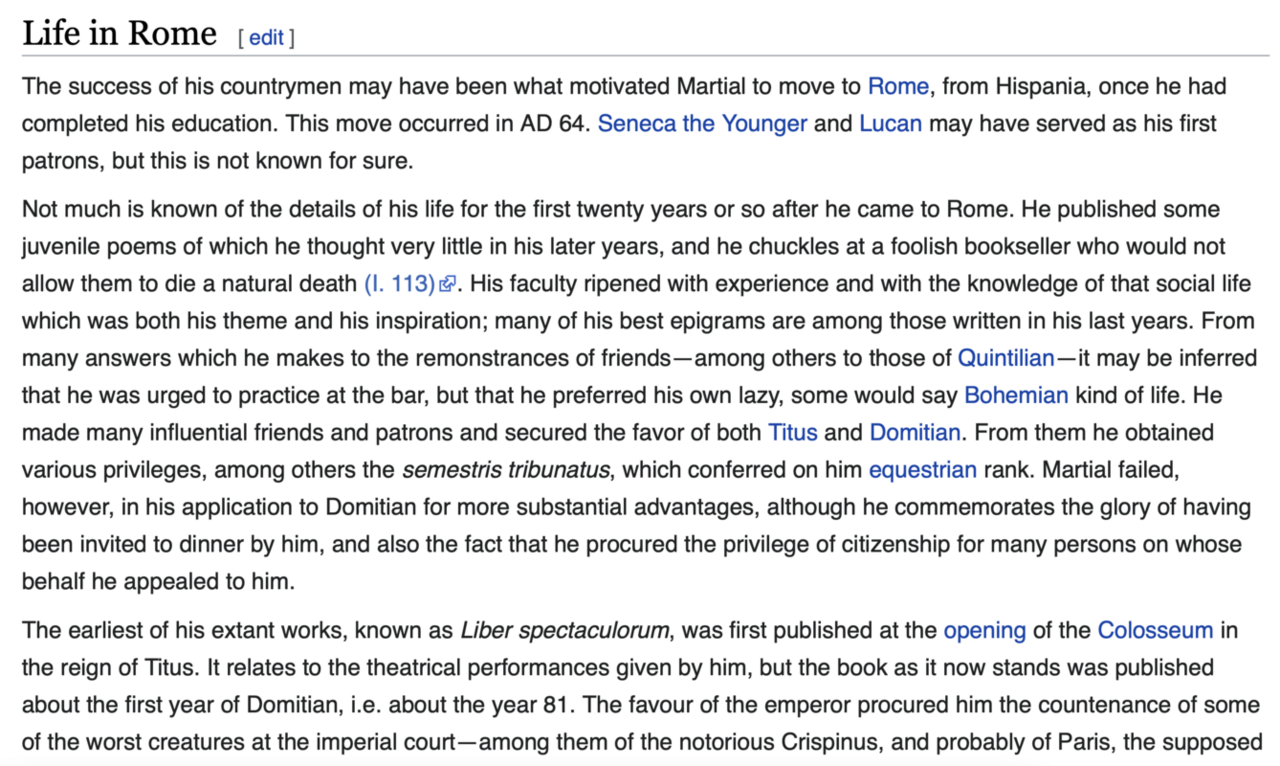 Life in Rome [ edit ]
The success of his countrymen may have been what motivated Martial to move to Rome, from Hispania, once he had
completed his education. This move occurred in AD 64. Seneca the Younger and Lucan may have served as his first
patrons, but this is not known for sure.
Not much is known of the details of his life for the first twenty years or so after he came to Rome. He published some
juvenile poems of which he thought very little in his later years, and he chuckles at a foolish bookseller who would not
allow them to die a natural death (I. 113). His faculty ripened with experience and with the knowledge of that social life
which was both his theme and his inspiration; many of his best epigrams are among those written in his last years. From
many answers which he makes to the remonstrances of friends—among others to those of Quintilian—it may be inferred
that he was urged to practice at the bar, but that he preferred his own lazy, some would say Bohemian kind of life. He
made many influential friends and patrons and secured the favor of both Titus and Domitian. From them he obtained
various privileges, among others the semestris tribunatus, which conferred on him equestrian rank. Martial failed,
however, in his application to Domitian for more substantial advantages, although he commemorates the glory of having
been invited to dinner by him, and also the fact that he procured the privilege of citizenship for many persons on whose
behalf he appealed to him.
The earliest of his extant works, known as Liber spectaculorum, was first published at the opening of the Colosseum in
the reign of Titus. It relates to the theatrical performances given by him, but the book as it now stands was published
about the first year of Domitian, i.e. about the year 81. The favour of the emperor procured him the countenance of some
of the worst creatures at the imperial court—among them of the notorious Crispinus, and probably of Paris, the supposed